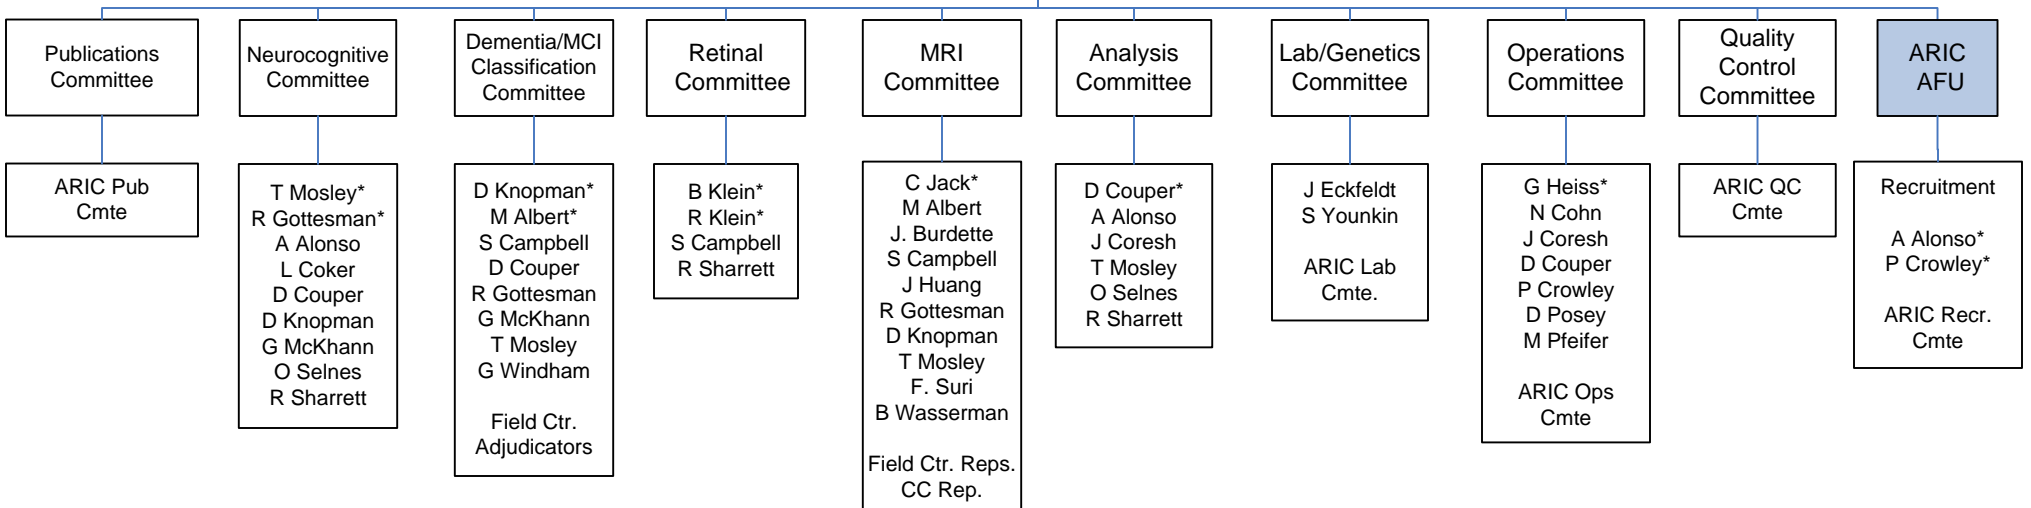 Publications
Committee
Neurocognitive
Committee
Dementia/MCI
Classification
Committee
Retinal
Committee
MRI
Committee
Analysis
Committee
Lab/Genetics
Committee
Operations
Committee
Quality
Control
Committee
ARIC
AFU
ARIC Pub
Cmte
T Mosley*
R Gottesman*
A Alonso
L Coker
D Couper
D Knopman
G McKhann
O Selnes
R Sharrett
D Knopman*
M Albert*
S Campbell
D Couper
R Gottesman
G McKhann
T Mosley
G Windham
Field Ctr.
Adjudicators
B Klein*
R Klein*
S Campbell
R Sharrett
C Jack*
M Albert
J. Burdette
S Campbell
J Huang
R Gottesman
D Knopman
T Mosley
F. Suri
B Wasserman
Field Ctr. Reps.
CC Rep.
D Couper*
A Alonso
J Coresh
T Mosley
O Selnes
R Sharrett
J Eckfeldt
S Younkin
ARIC Lab
Cmte.
G Heiss*
N Cohn
J Coresh
D Couper
P Crowley
D Posey
M Pfeifer
ARIC Ops
Cmte
ARIC QC
Cmte
Recruitment
A Alonso*
P Crowley*
ARIC Recr.
Cmte